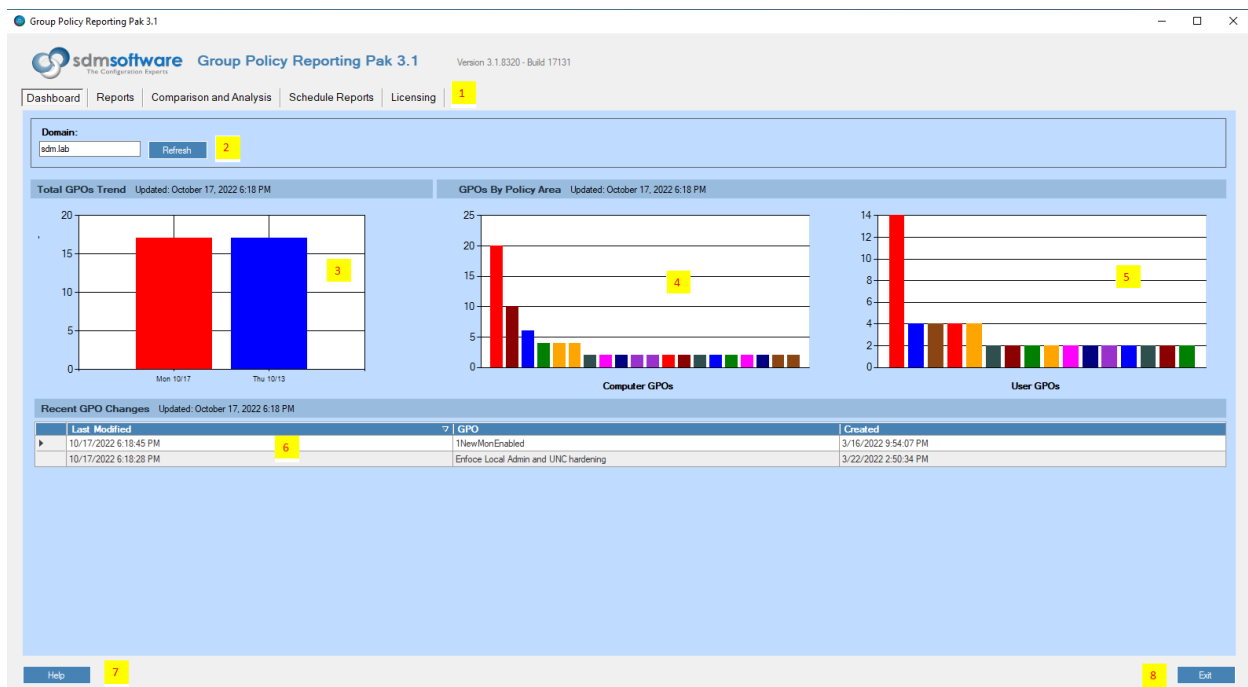 Group Policy Reporting Pak 3.1
sdmsoftware Group Policy Reporting Pak 3.1 Version 3.1.8320 - Build 17131
The Configuration Experts
Dashboard Reports Comparison and Analysis Schedule Reports Licensing 1
Domain:
sdm.lab Refresh 2
Total GPOs Trend Updated: October 17, 2022 6:18 PM
20
15
10
5
0
3
Mon 10/17 Thu 10/13
GPOs By Policy Area Updated: October 17, 2022 6:18 PM
25
20
15
10
5
0
4
Computer GPOs
14
12
10
8
6
4
2
0
5
User GPOs
Recent GPO Changes Updated: October 17, 2022 6:18 PM
Last Modified GPO Created
10/17/2022 6:18:45 PM 1NewMonEnabled 3/16/2022 9:54:07 PM
6
10/17/2022 6:18:28 PM Enfoce Local Admin and UNC hardening 3/22/2022 2:50:34 PM
Help 7 8 Exit